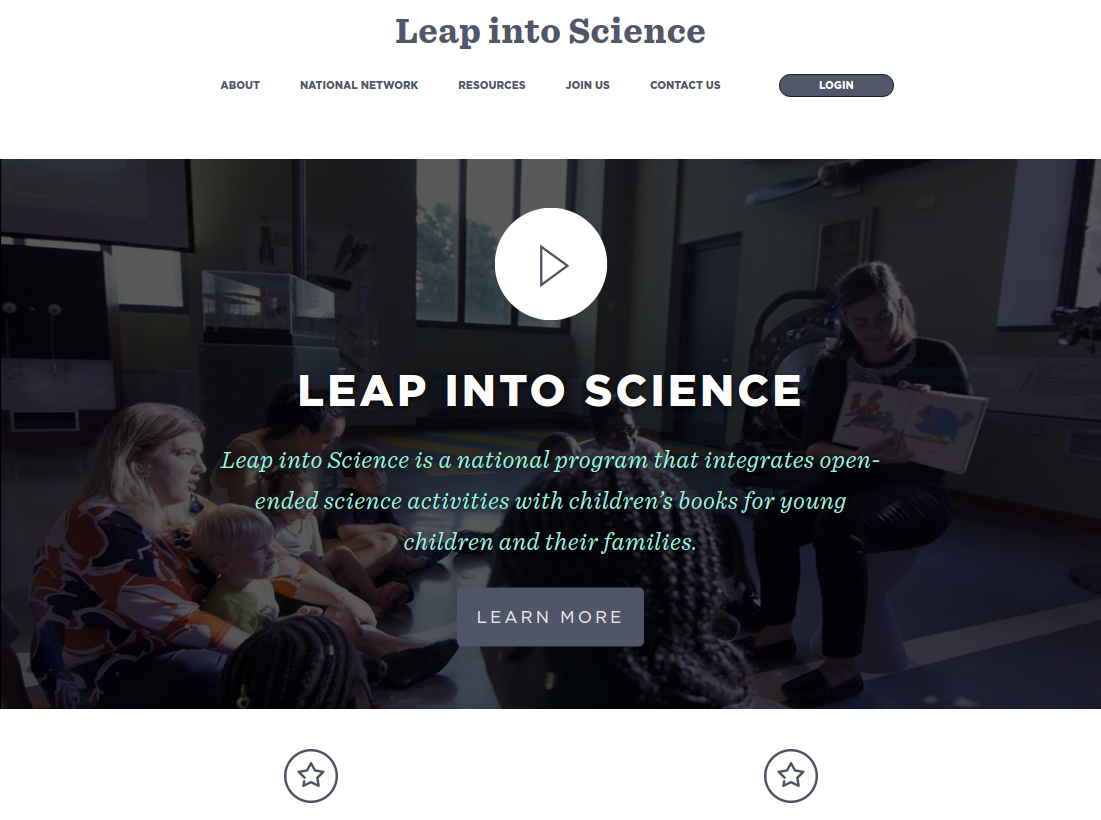 Leap into Science
ABOUT NATIONAL NETWORK RESOURCES JOIN US CONTACT US LOGIN
LEAP INTO SCIENCE
Leap into Science is a national program that integrates open-
ended science activities with children’s books for young
children and their families.
LEARN MORE